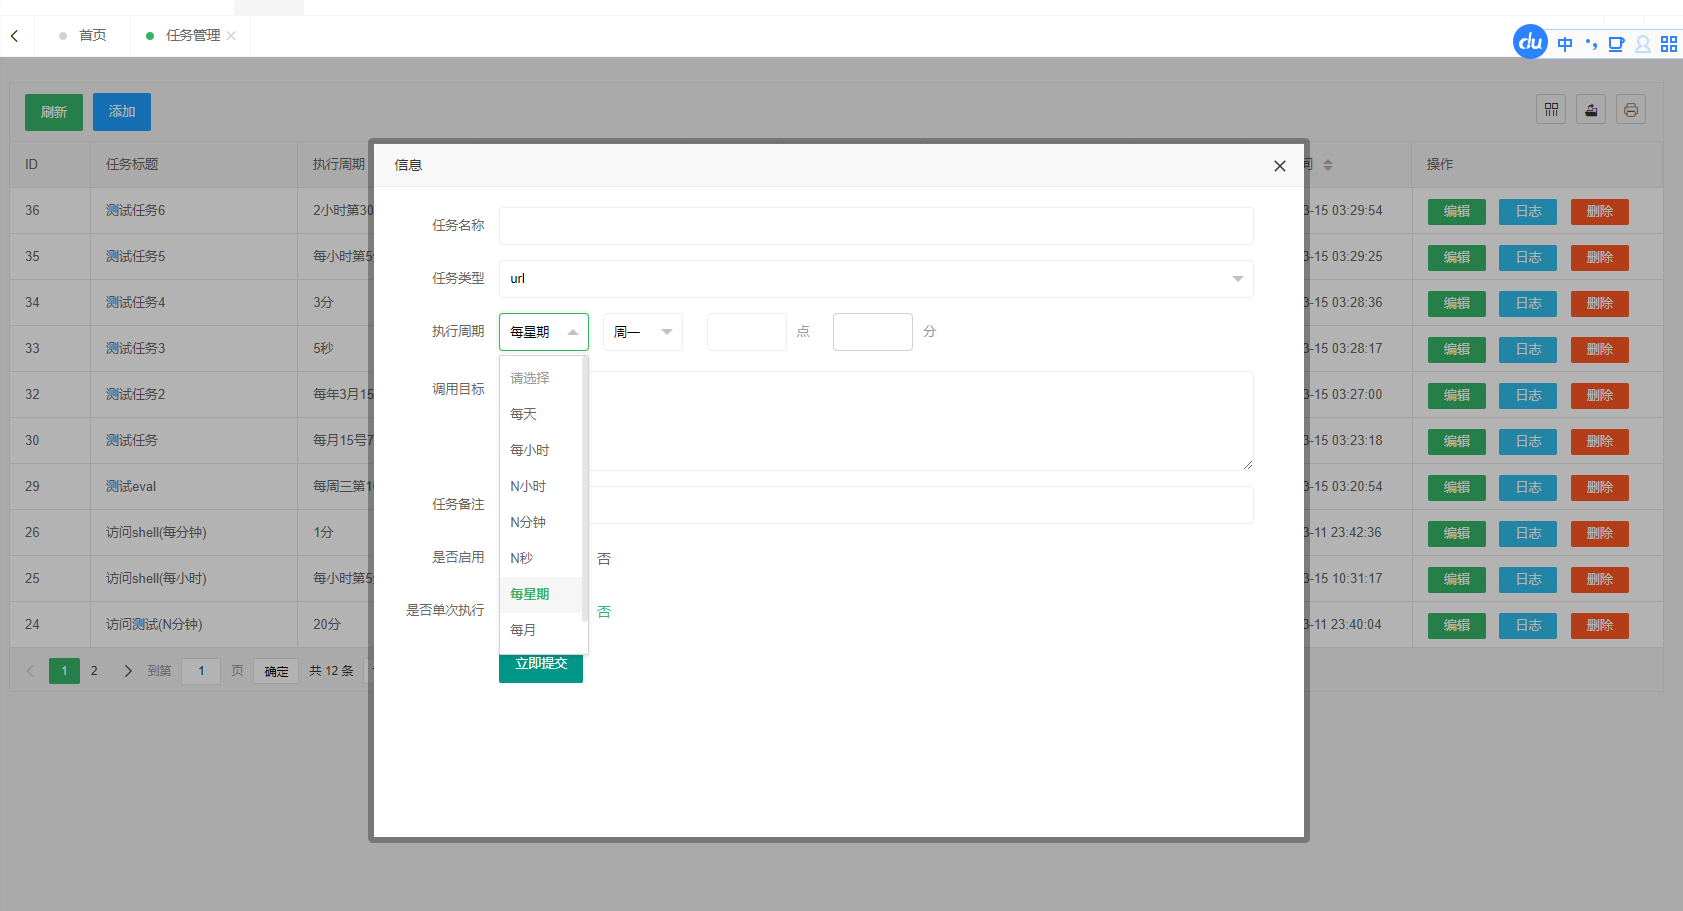 首页 任务管理
du 中
刷新 添加
ID 任务标题 执行周期 间 操作
36 测试任务6 2小时第30 3-15 03:29:54 编辑 日志 删除
35 测试任务5 每小时第5 3-15 03:29:25 编辑 日志 删除
34 测试任务4 3分 3-15 03:28:36 编辑 日志 删除
33 测试任务3 5秒 3-15 03:28:17 编辑 日志 删除
32 测试任务2 每年3月15 3-15 03:27:00 编辑 日志 删除
30 测试任务 每月15号7 3-15 03:23:18 编辑 日志 删除
29 测试eval 每周三第1 3-15 03:20:54 编辑 日志 删除
26 访问shell(每分钟) 1分 3-11 23:42:36 编辑 日志 删除
25 访问shell(每小时) 每小时第5 3-15 10:31:17 编辑 日志 删除
24 访问测试(N分钟) 20分 3-11 23:40:04 编辑 日志 删除
1 2 到第 1 页 确定 共 12 条
信息
任务名称
任务类型 url
执行周期 每星期 周一 点 分
请选择
每天
每小时
N小时
N分钟
N秒
每星期
每月
调用目标
任务备注
是否启用 否
是否单次执行 否
立即提交